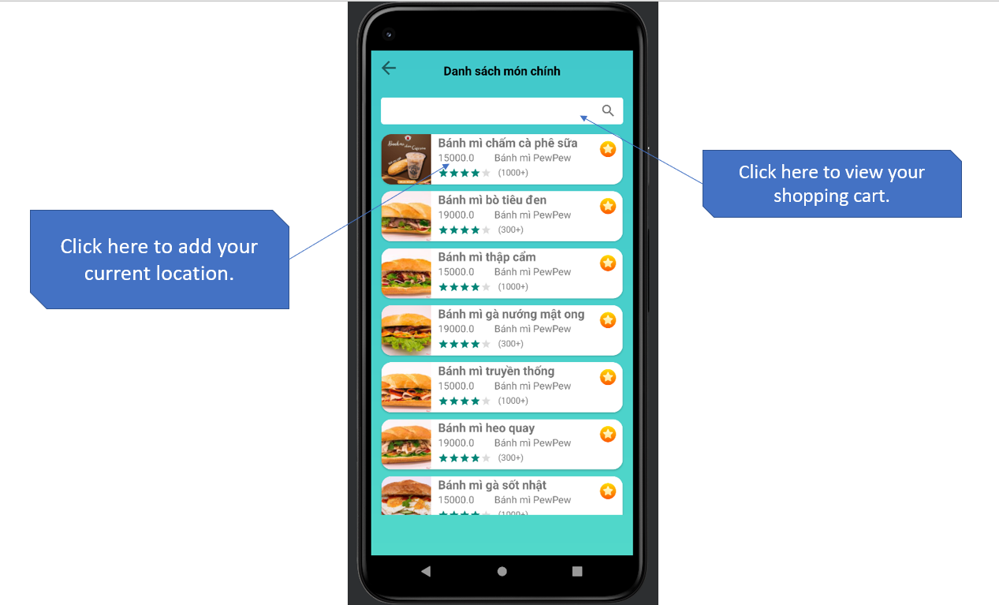 Danh sách món chính
Bánh mì chấm cà phê sữa
15000.0 Bánh mì PewPew
(1000+)
Bánh mì bò tiêu đen
19000.0 Bánh mì PewPew
(300+)
Bánh mì thập cẩm
15000.0 Bánh mì PewPew
(1000+)
Bánh mì gà nướng mật ong
19000.0 Bánh mì PewPew
(300+)
Bánh mì truyền thống
15000.0 Bánh mì PewPew
(1000+)
Bánh mì heo quay
19000.0 Bánh mì PewPew
(300+)
Bánh mì gà sốt nhật
15000.0 Bánh mì PewPew
(1000+)
Click here to add your
current location.
Click here to view your
shopping cart.